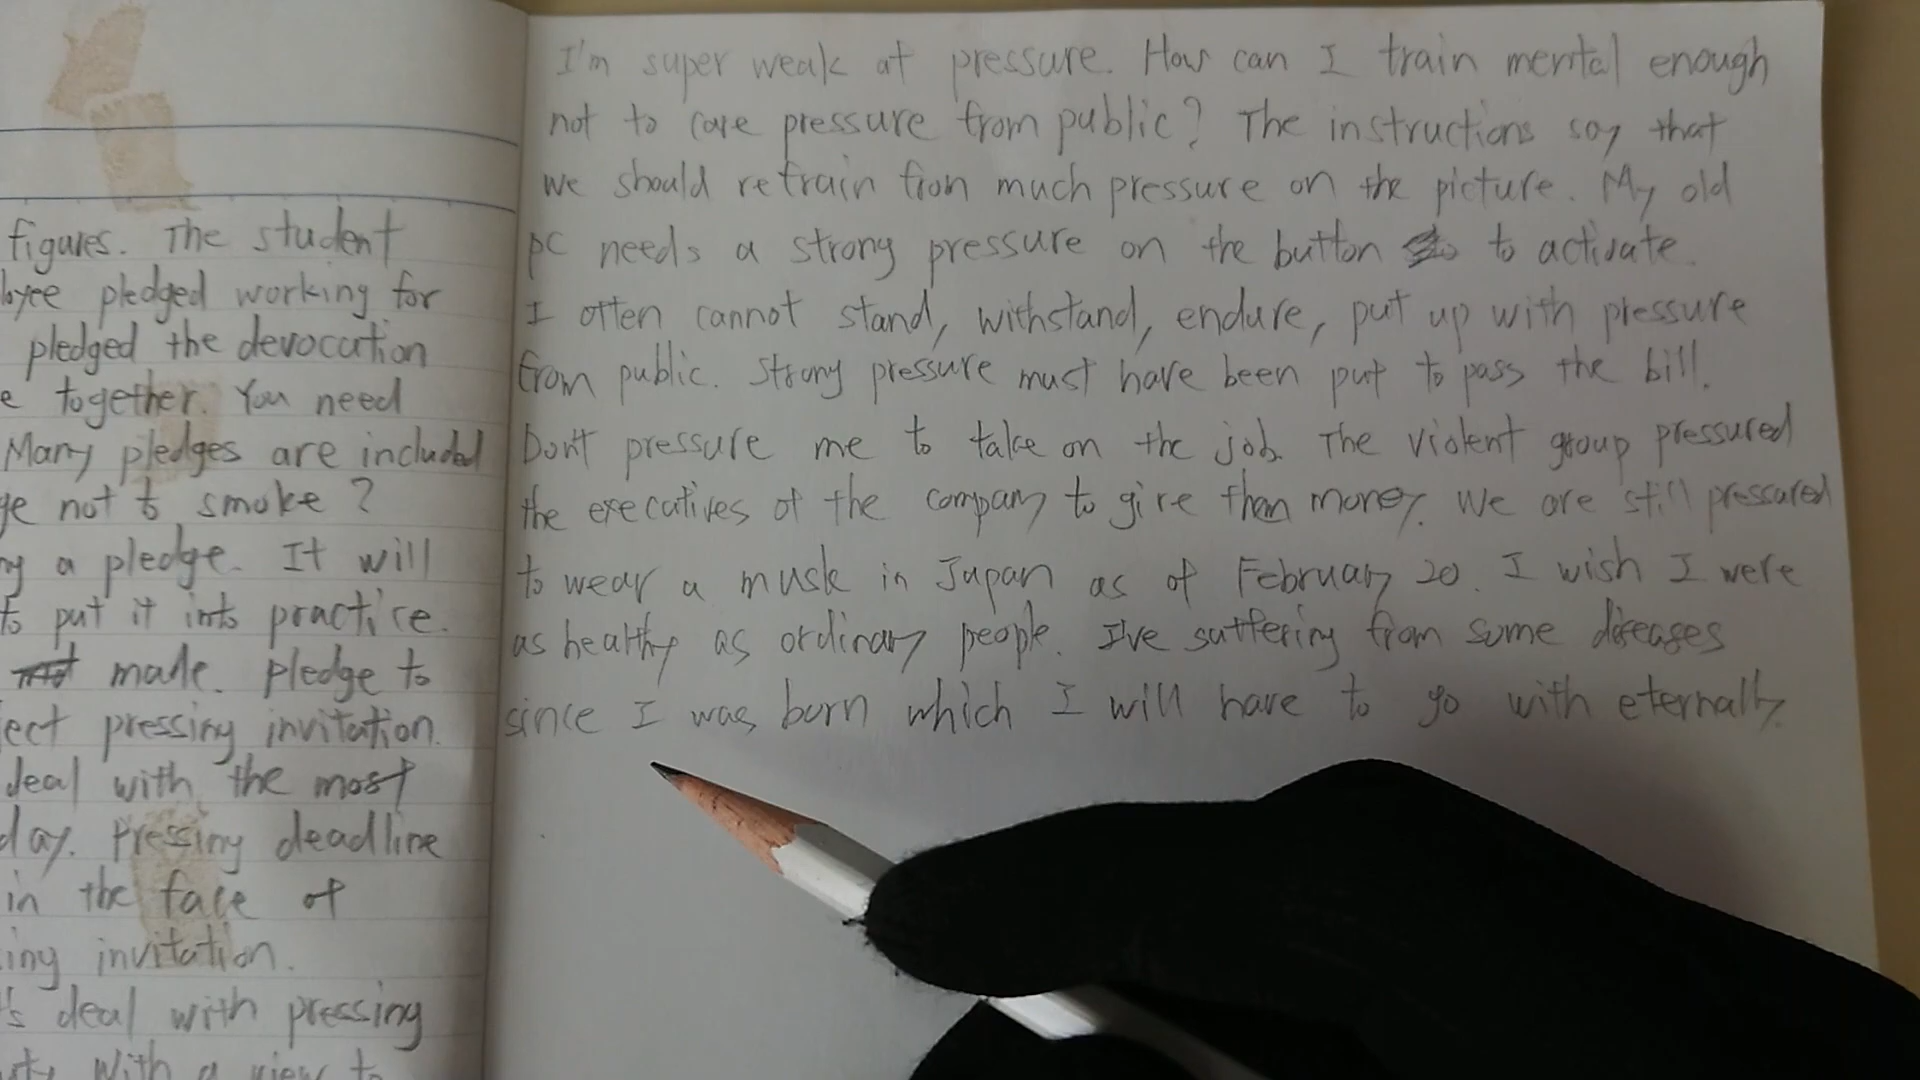 figures. The student
pledged working for
pledged the devocation
together. You need
Many pledges are included
not to smoke?
a pledge. It will
to put it into practice.
made. pledge to
pressing invitation.
deal with the most
day. Pressing deadline
in the face of
invitation.
deal with pressing
with a view to
I'm super weak at pressure. How can I train mental enough
not to care pressure from public? The instructions say that
we should refrain from much pressure on the picture. My old
pc needs a strong pressure on the button to activate.
I often cannot stand, withstand, endure, put up with pressure
from public. Strong pressure must have been put to pass the bill.
Don't pressure me to take on the job. The violent group pressured
the executives of the company to give them money. We are still pressured
to wear a musk in Japan as of February 20. I wish I were
as healthy as ordinary people. I've suffering from some diseases
since I was born which I will have to go with eternally.